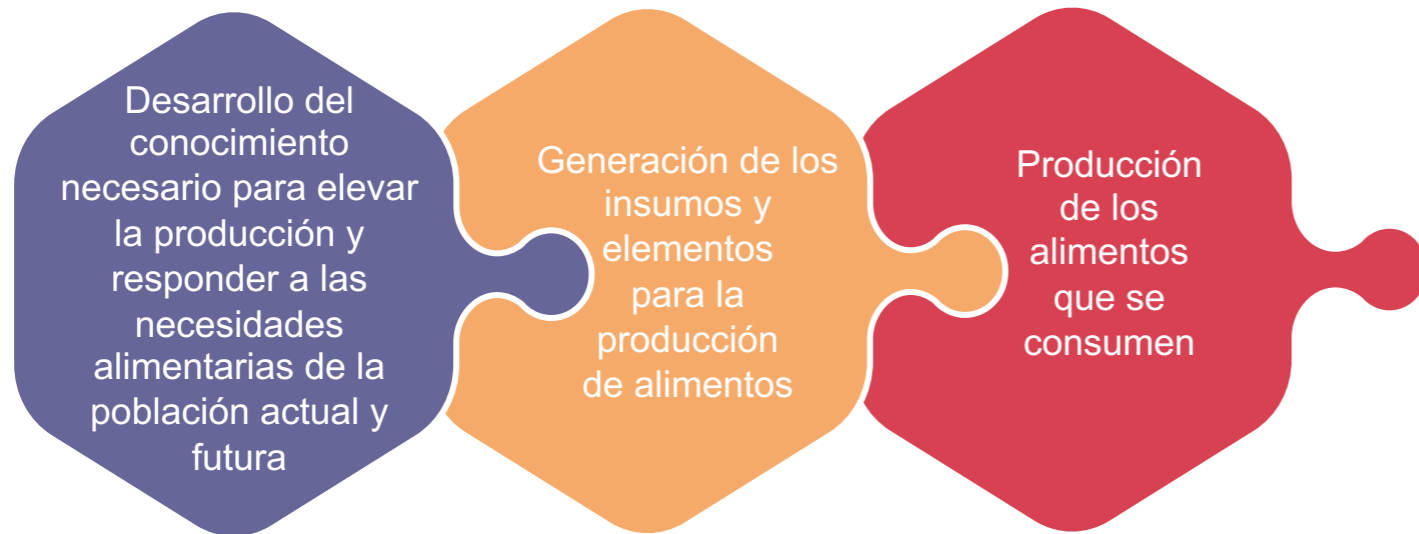 Desarrollo del
conocimiento
necesario para elevar
la producción y
responder a las
necesidades
alimentarias de la
población actual y
futura
Generación de los
insumos y
elementos
para la
producción
de alimentos
Producción
de los
alimentos
que se
consumen